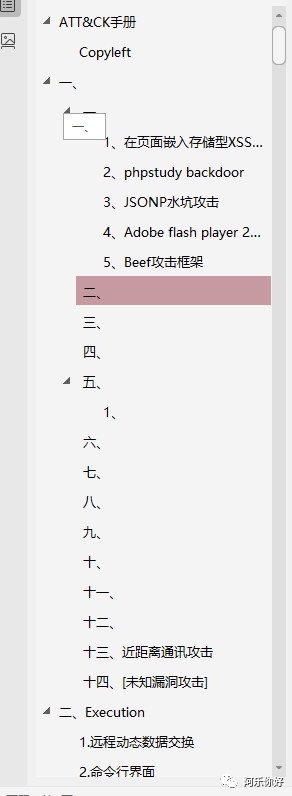 ATT&CK手册
Copyleft
一、
一、
1、在页面嵌入存储型XSS...
2、phpstudy backdoor
3、JSONP水坑攻击
4、Adobe flash player 2...
5、Beef攻击框架
二、
三、
四、
五、
1、
六、
七、
八、
九、
十、
十一、
十二、
十三、近距离通讯攻击
十四、[未知漏洞攻击]
二、Execution
1.远程动态数据交换
2.命令行界面
河乐你好